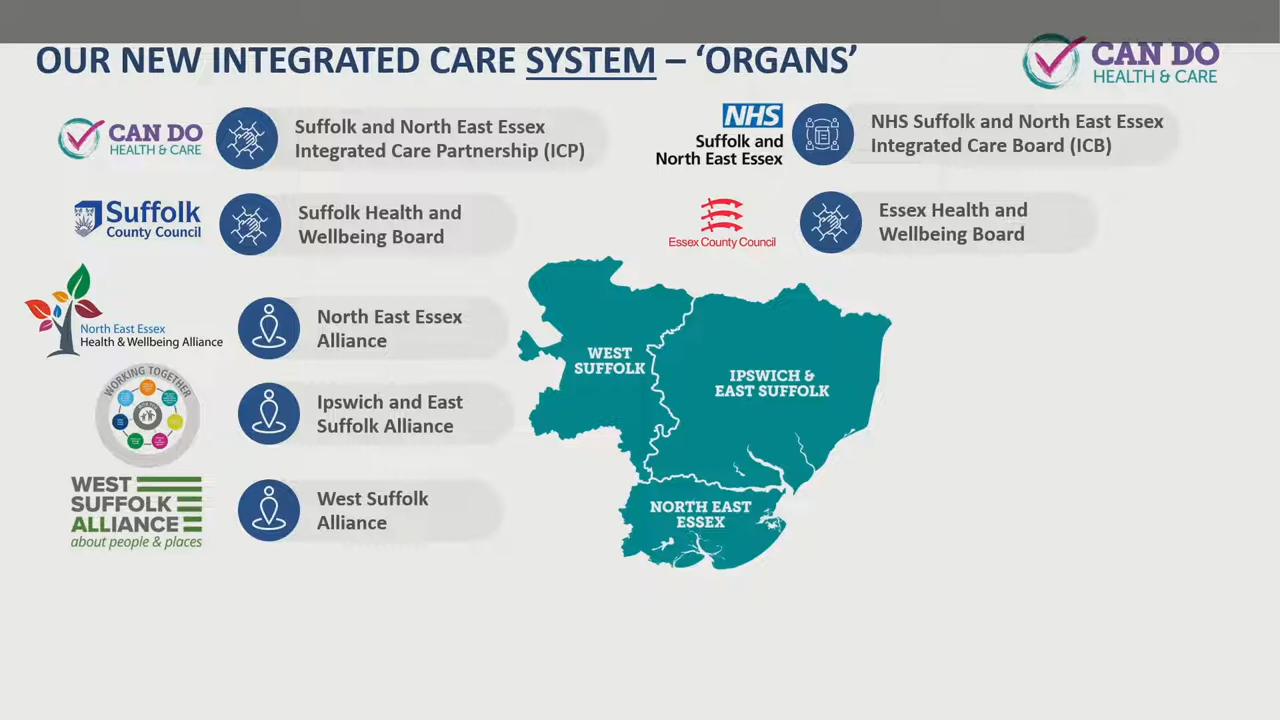 OUR NEW INTEGRATED CARE SYSTEM – ‘ORGANS’
CAN DO
HEALTH & CARE
CAN DO
HEALTH & CARE
Suffolk and North East Essex
Integrated Care Partnership (ICP)
NHS
Suffolk and
North East Essex
NHS Suffolk and North East Essex
Integrated Care Board (ICB)
Suffolk
County Council
Suffolk Health and
Wellbeing Board
Essex County Council
Essex Health and
Wellbeing Board
North East Essex
Health & Wellbeing Alliance
North East Essex
Alliance
WORKING TOGETHER
Ipswich and East
Suffolk Alliance
WEST
SUFFOLK
ALLIANCE
about people & places
West Suffolk
Alliance
WEST
SUFFOLK
IPSWICH &
EAST SUFFOLK
NORTH EAST
ESSEX